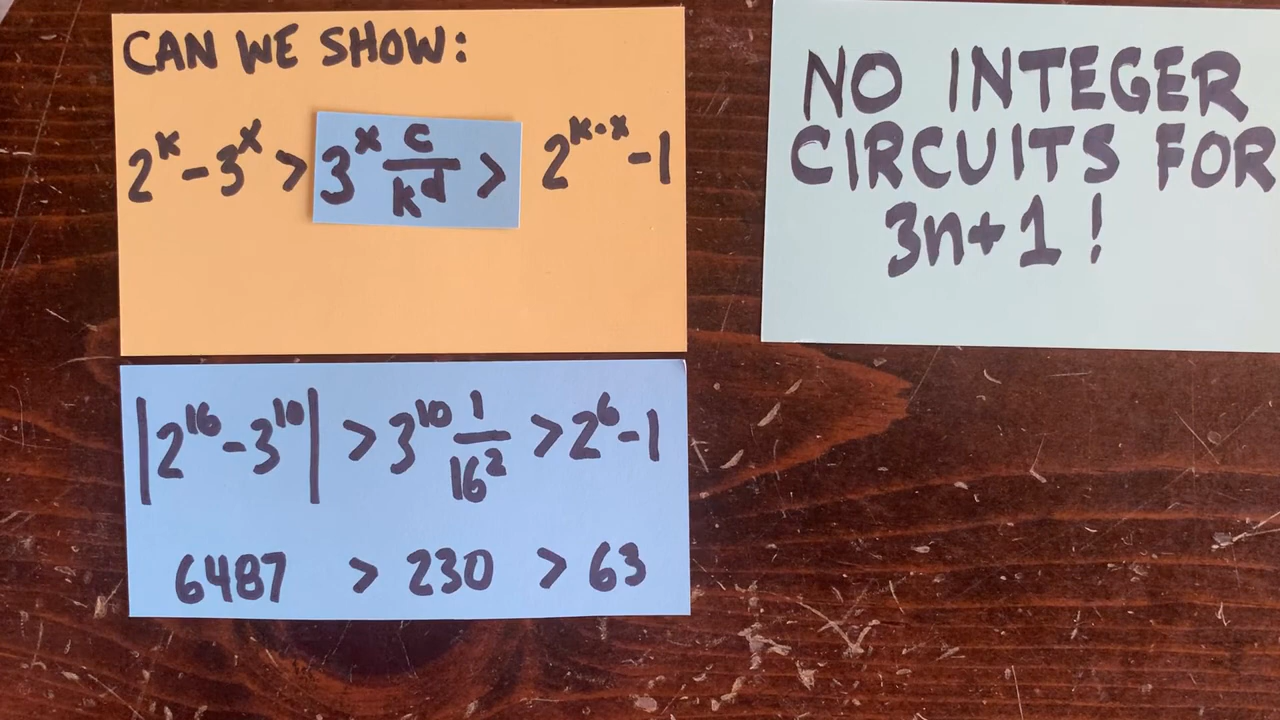 CAN WE SHOW:
2^k - 3^x > 3^x c/k^d > 2^(k·x) - 1
|2^16 - 3^10| > 3^10 1/16^2 > 2^6 - 1
6487 > 230 > 63
NO INTEGER
CIRCUITS FOR
3n+1!